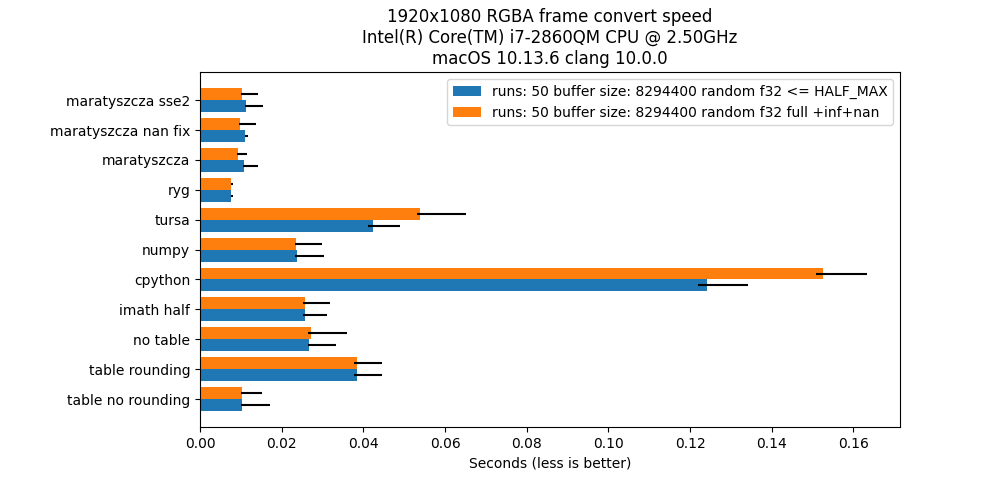 1920x1080 RGBA frame convert speed
Intel(R) Core(TM) i7-2860QM CPU @ 2.50GHz
macOS 10.13.6 clang 10.0.0
runs: 50 buffer size: 8294400 random f32 <= HALF_MAX
runs: 50 buffer size: 8294400 random f32 full +inf+nan
maratyszcza sse2
maratyszcza nan fix
maratyszcza
ryg
tursa
numpy
cpython
imath half
no table
table rounding
table no rounding
0.00 0.02 0.04 0.06 0.08 0.10 0.12 0.14 0.16
Seconds (less is better)